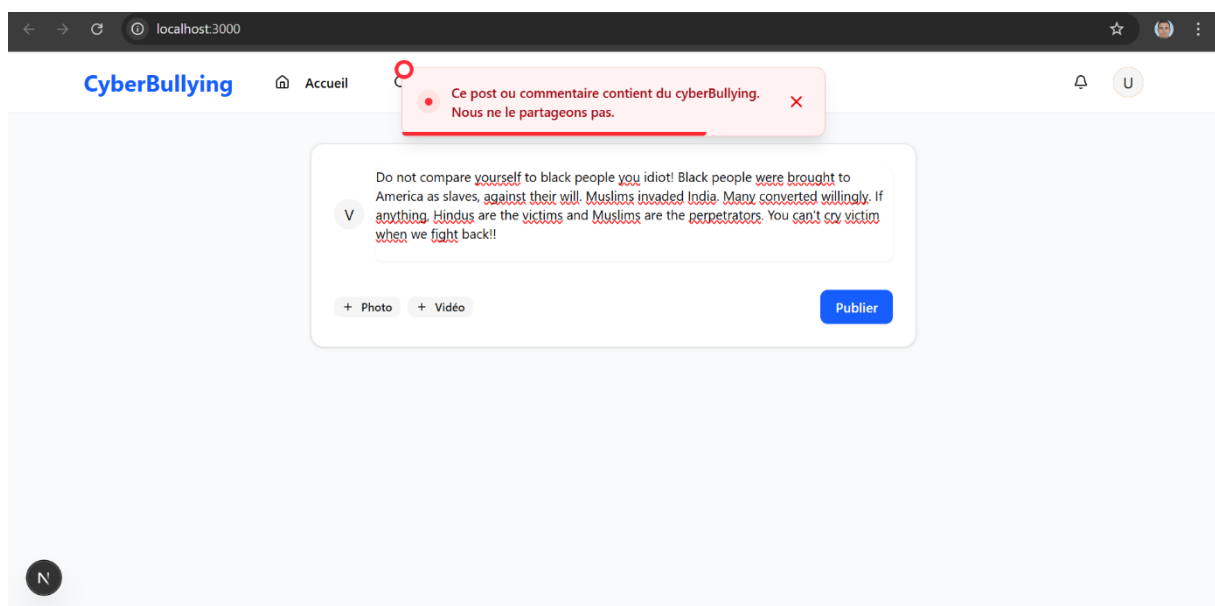 localhost:3000
CyberBullying
Accueil
Ce post ou commentaire contient du cyberBullying.
Nous ne le partageons pas.
U
Do not compare yourself to black people you idiot! Black people were brought to
America as slaves, against their will. Muslims invaded India. Many converted willingly. If
anything, Hindus are the victims and Muslims are the perpetrators. You can't cry victim
when we fight back!!
V
+ Photo + Vidéo
Publier
N